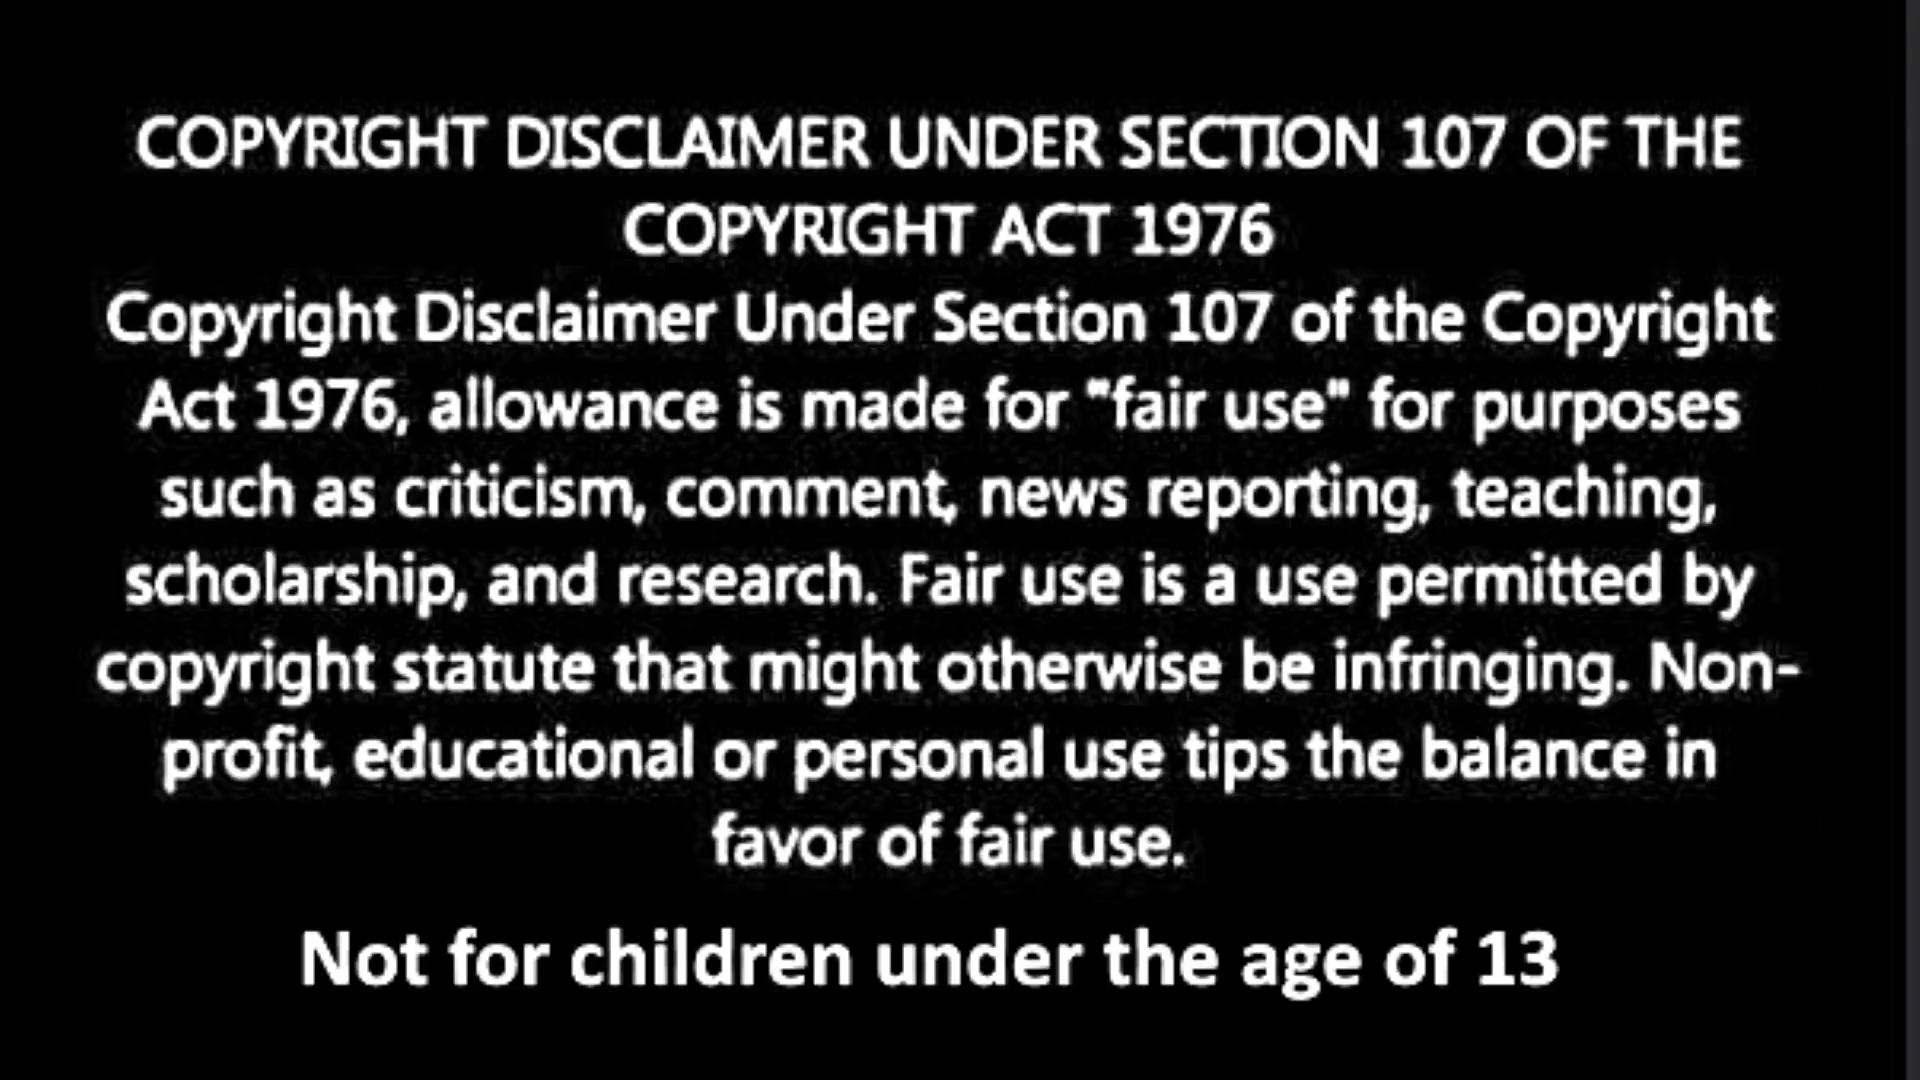 COPYRIGHT DISCLAIMER UNDER SECTION 107 OF THE
COPYRIGHT ACT 1976
Copyright Disclaimer Under Section 107 of the Copyright
Act 1976, allowance is made for "fair use" for purposes
such as criticism, comment, news reporting, teaching,
scholarship, and research. Fair use is a use permitted by
copyright statute that might otherwise be infringing. Non-
profit, educational or personal use tips the balance in
favor of fair use.
Not for children under the age of 13